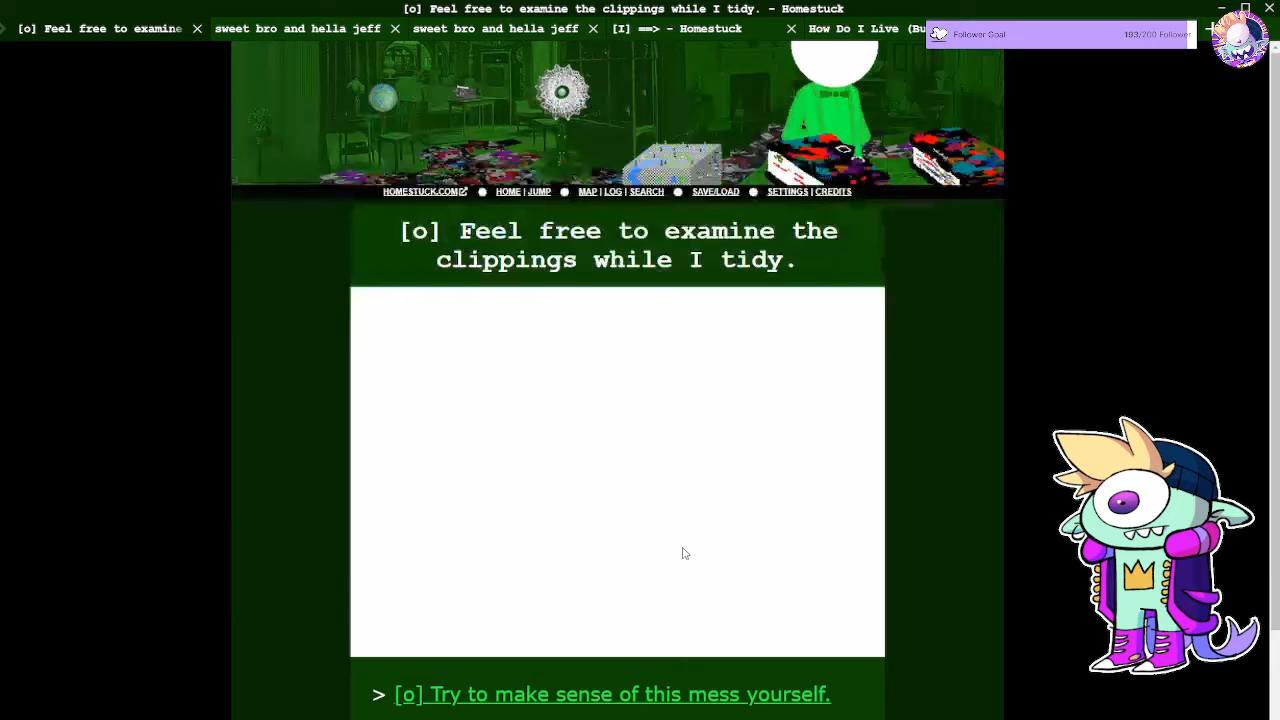 [o] Feel free to examine the clippings while I tidy. - Homestuck
[o] Feel free to examine
sweet bro and hella jeff
sweet bro and hella jeff
[I] ==> - Homestuck
How Do I Live (Bu
Follower Goal
193/200 Follower
HOMESTUCK.COM
HOME | JUMP
MAP | LOG | SEARCH
SAVE/LOAD
SETTINGS | CREDITS
[o] Feel free to examine the
clippings while I tidy.
> [o] Try to make sense of this mess yourself.